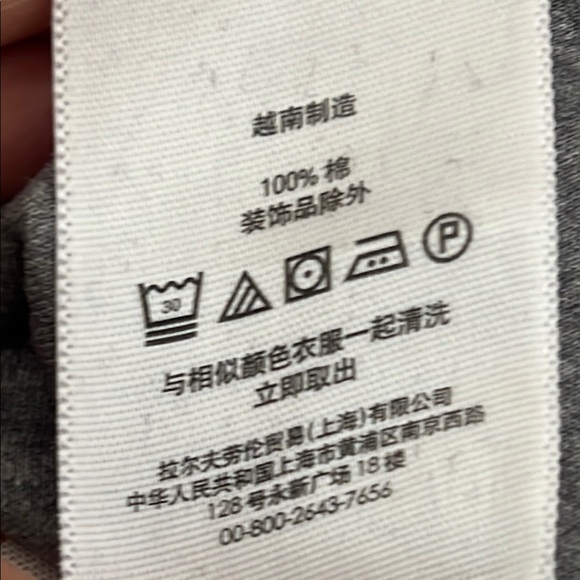 越南制造
100% 棉
装饰品除外
30
P
与相似颜色衣服一起清洗
立即取出
拉尔夫劳伦贸易(上海)有限公司
中华人民共和国上海市黄浦区南京西路
128 号永新广场 18 楼
00-800-2643-7656